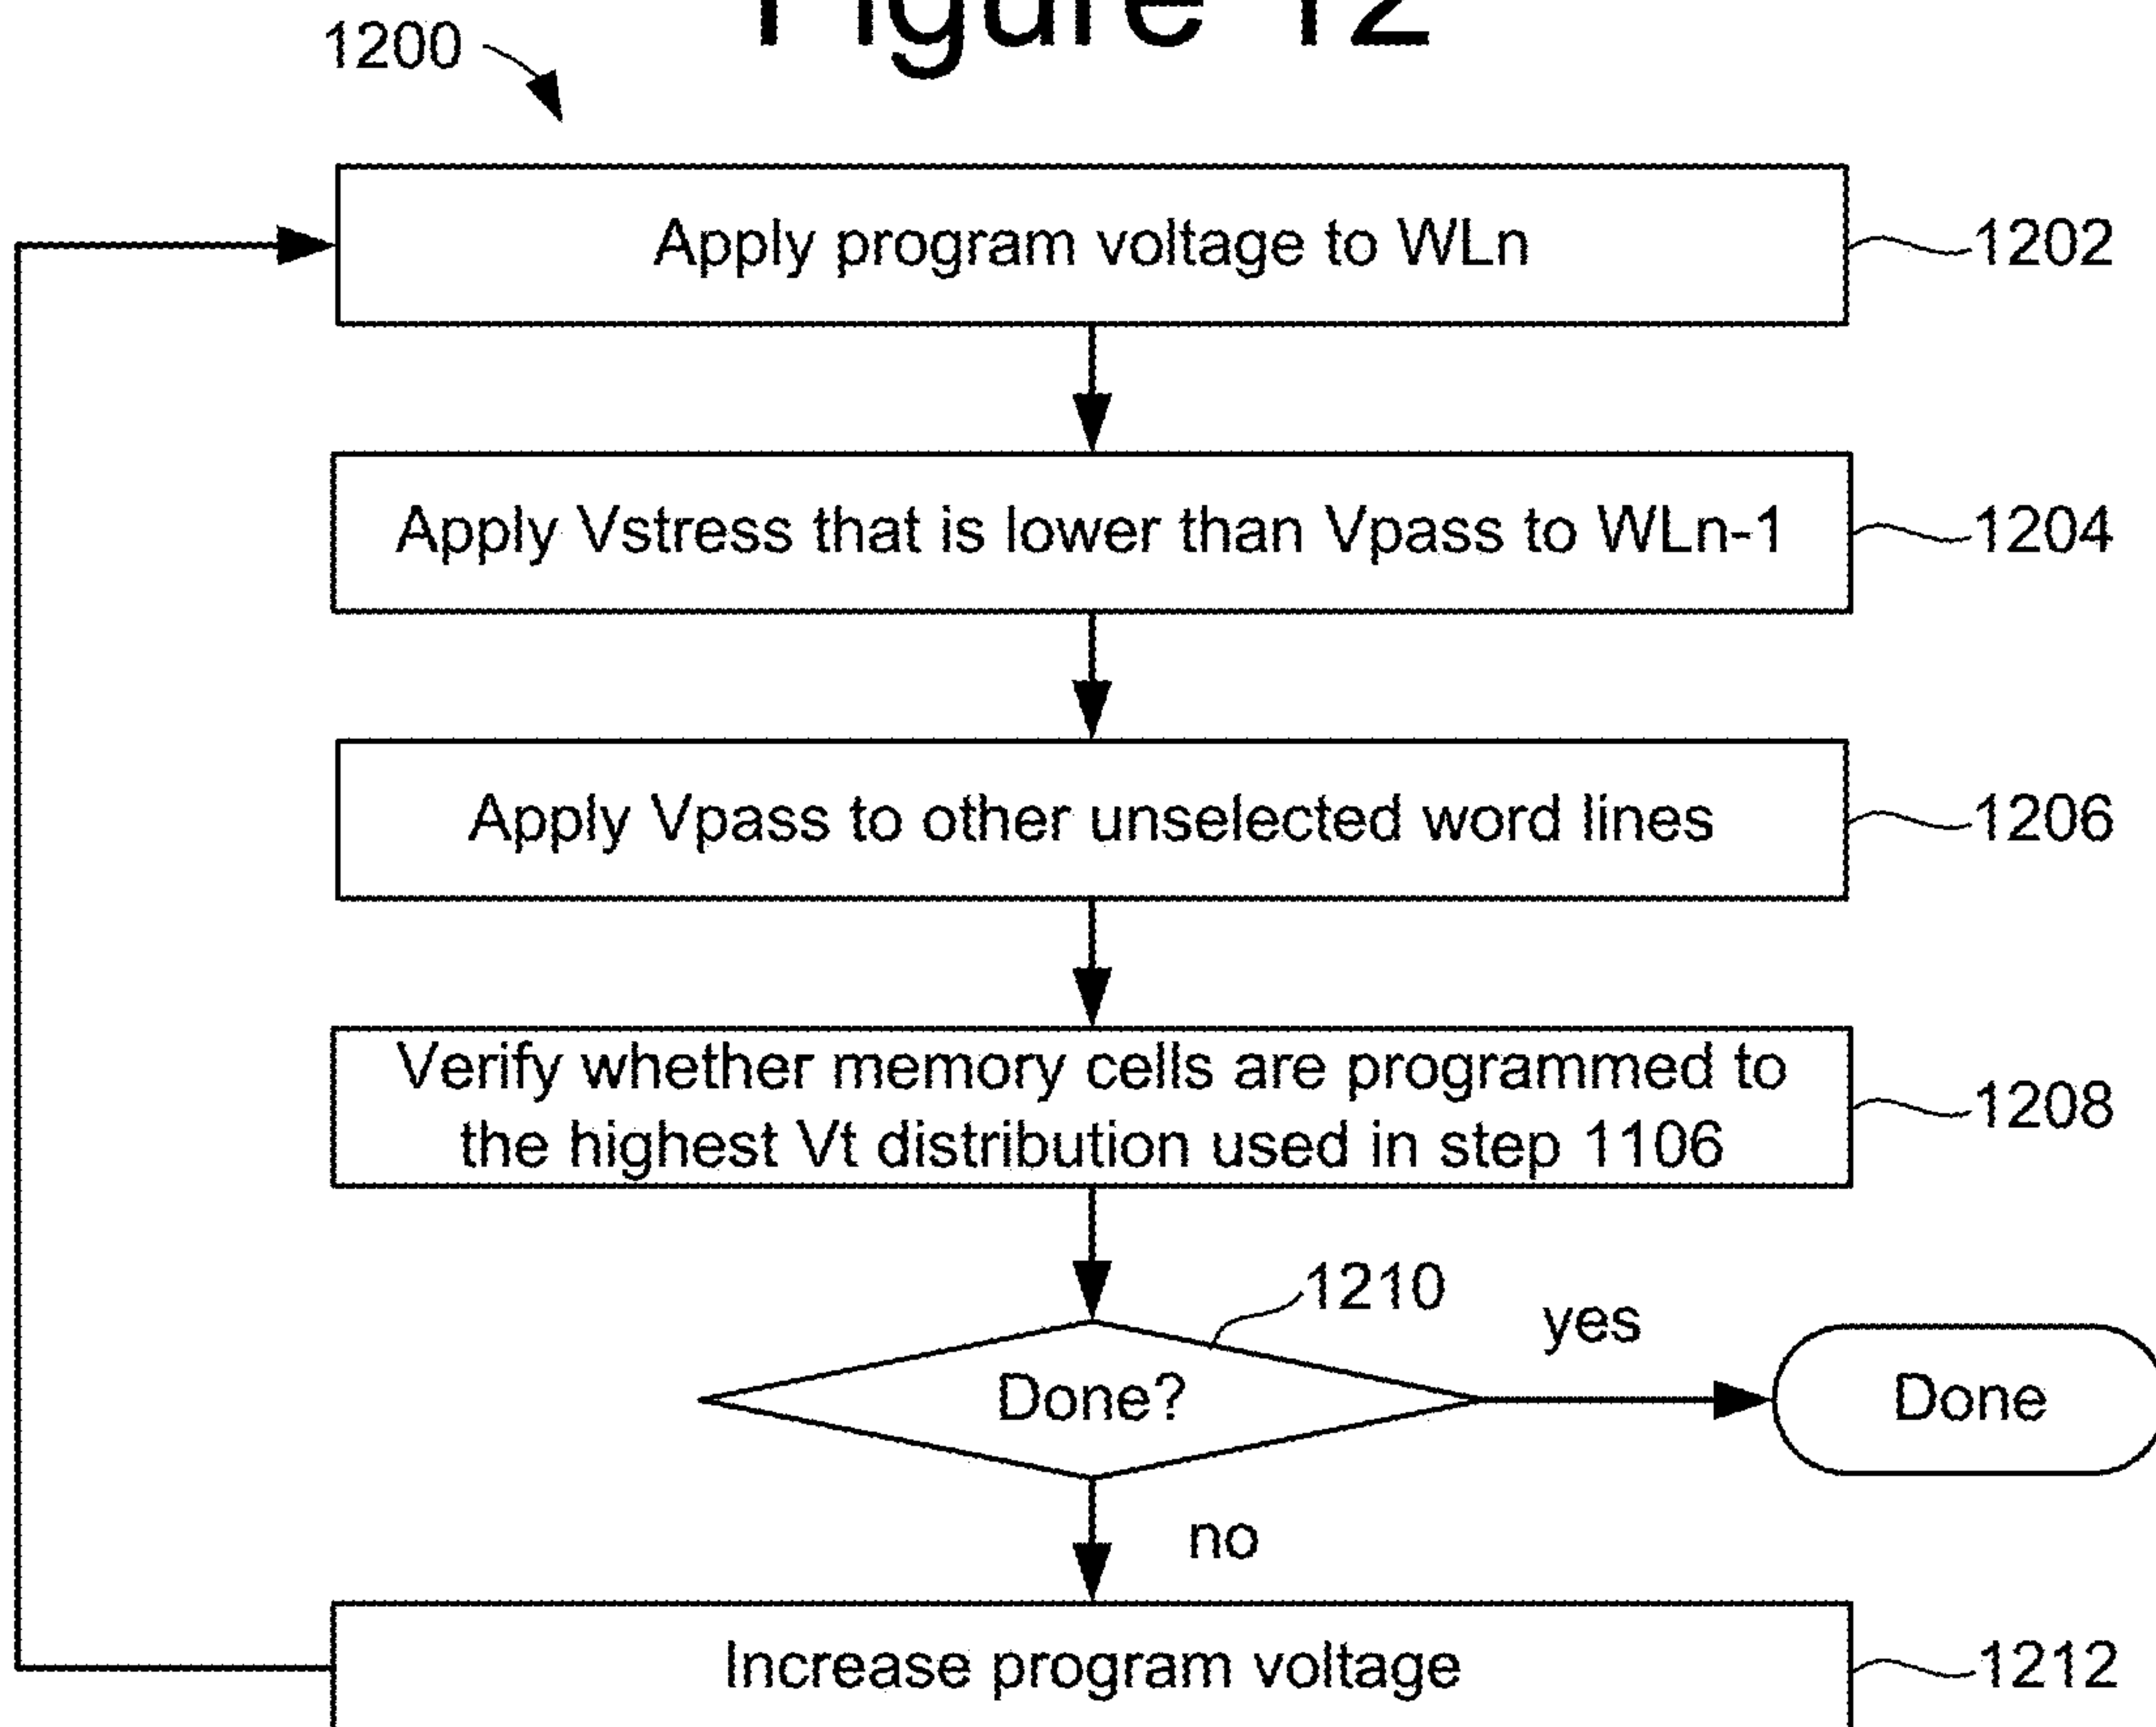 Figure 12
1200
Apply program voltage to WLn
1202
Apply Vstress that is lower than Vpass to WLn-1
1204
Apply Vpass to other unselected word lines
1206
Verify whether memory cells are programmed to
the highest Vt distribution used in step 1106
1208
1210
yes
Done?
Done
no
Increase program voltage
1212